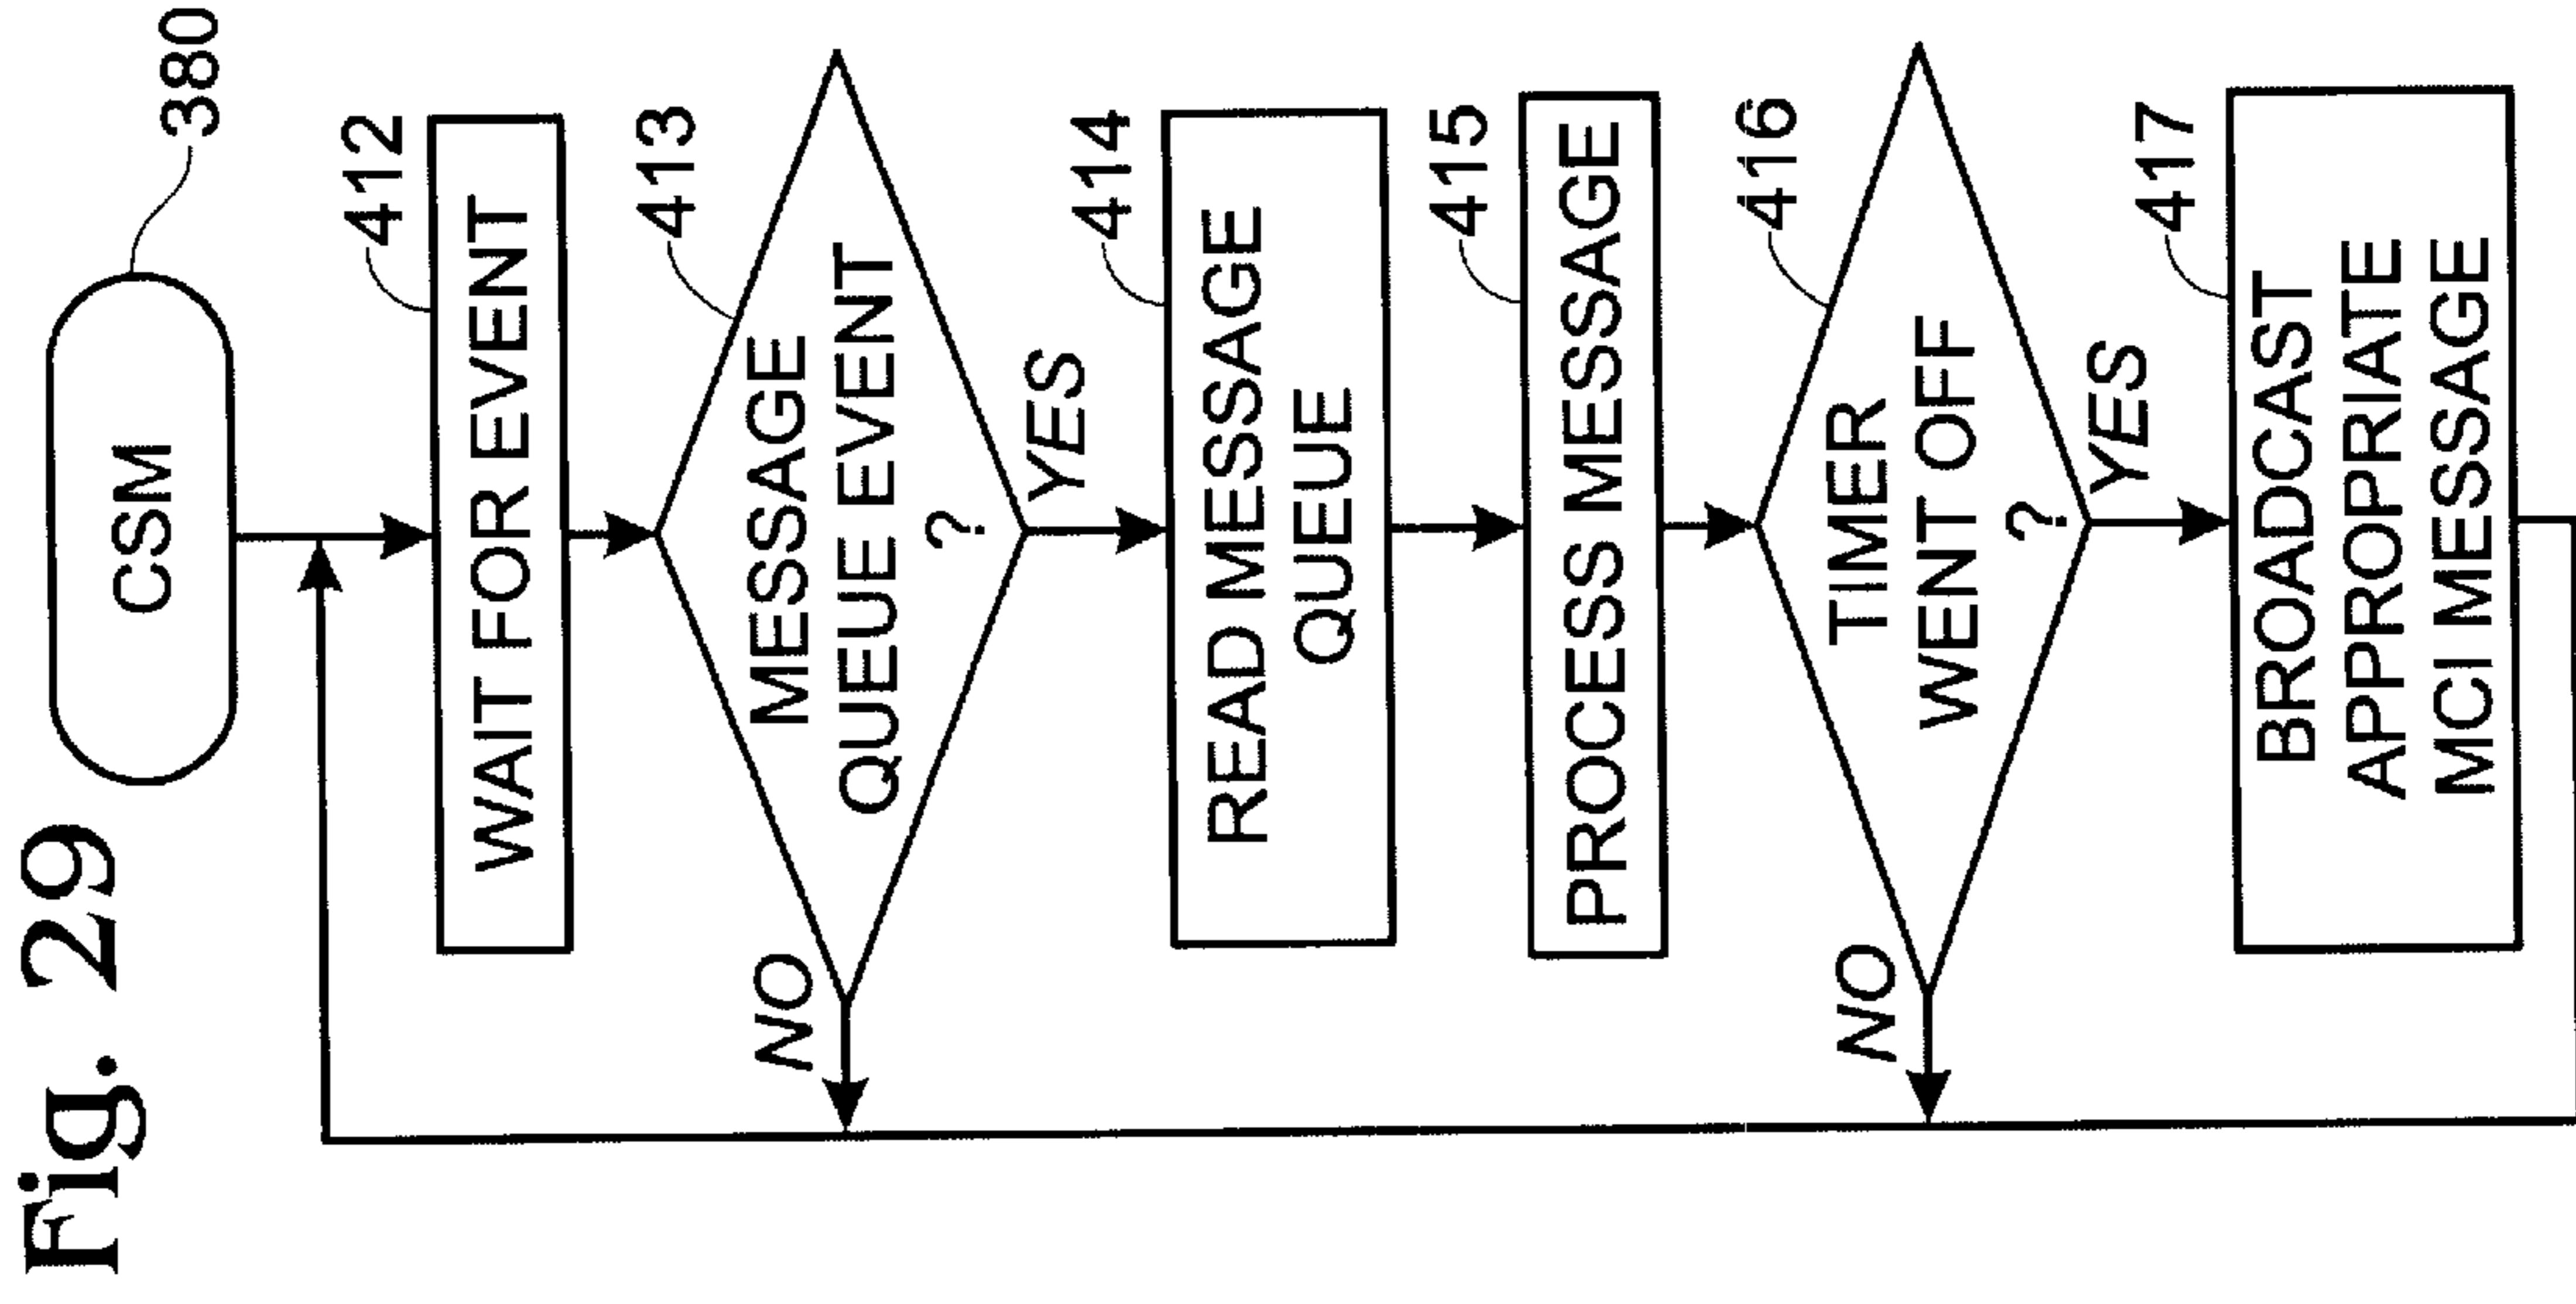 Fig. 29
CSM
380
412
WAIT FOR EVENT
413
MESSAGE
QUEUE EVENT
?
NO
YES
414
READ MESSAGE
QUEUE
415
PROCESS MESSAGE
416
TIMER
WENT OFF
?
NO
YES
417
BROADCAST
APPROPRIATE
MCI MESSAGE